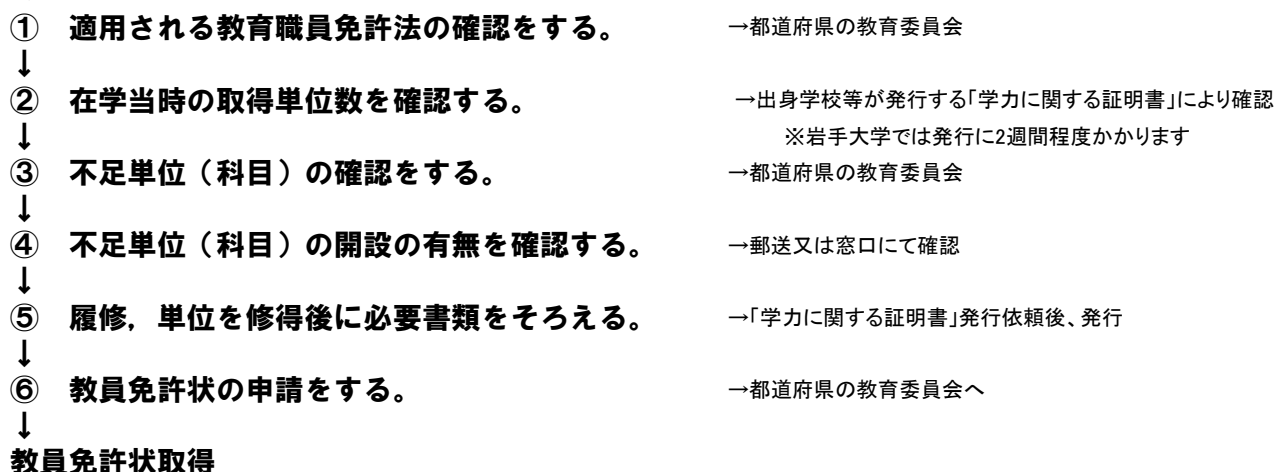 ① 適用される教育職員免許法の確認をする。 →都道府県の教育委員会
↓
② 在学当時の取得単位数を確認する。 →出身学校等が発行する「学力に関する証明書」により確認
↓ ※岩手大学では発行に2週間程度かかります
③ 不足単位（科目）の確認をする。 →都道府県の教育委員会
↓
④ 不足単位（科目）の開設の有無を確認する。 →郵送又は窓口にて確認
↓
⑤ 履修，単位を修得後に必要書類をそろえる。 →「学力に関する証明書」発行依頼後、発行
↓
⑥ 教員免許状の申請をする。 →都道府県の教育委員会へ
↓
教員免許状取得